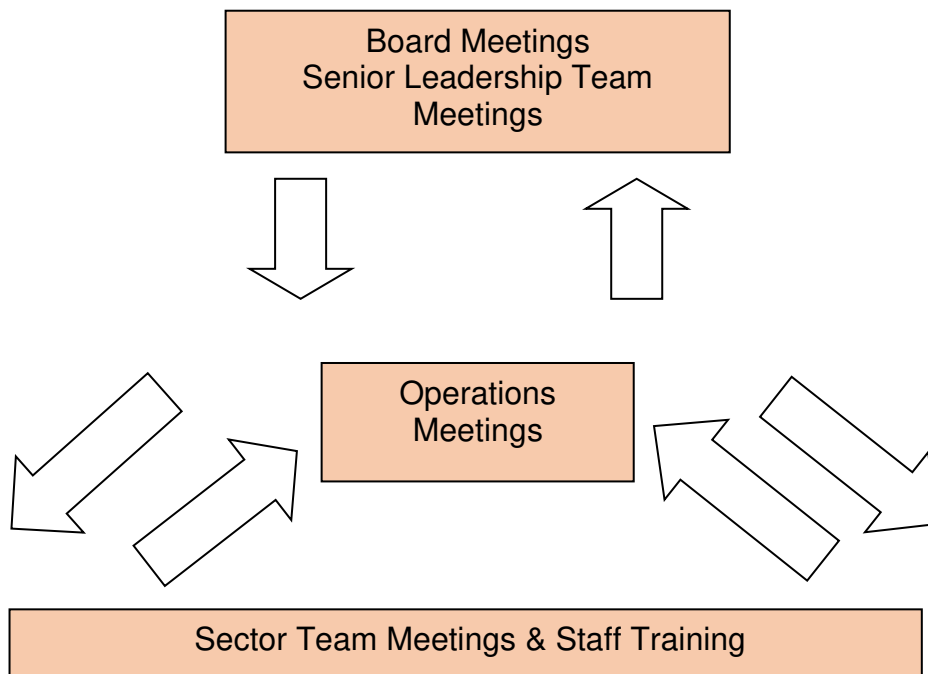 Board Meetings
Senior Leadership Team
Meetings
Operations
Meetings
Sector Team Meetings & Staff Training